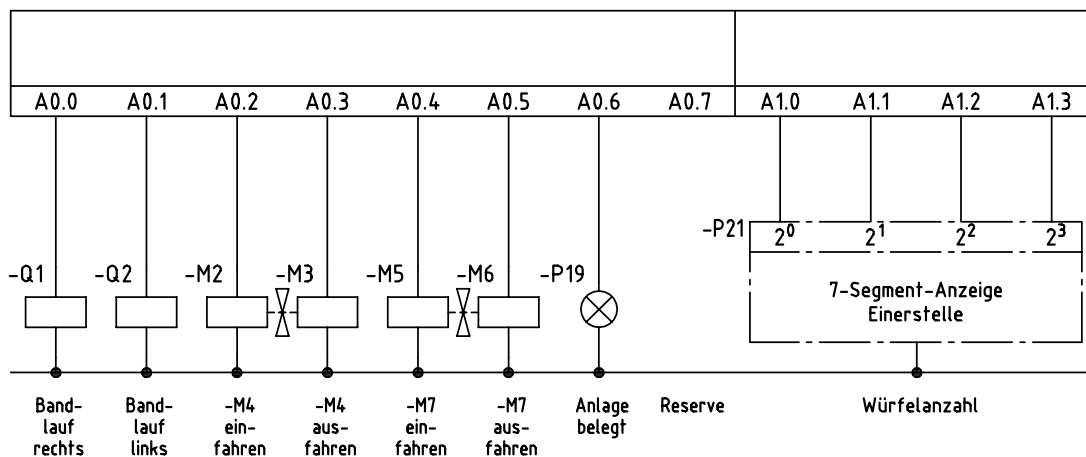 A0.0 A0.1 A0.2 A0.3 A0.4 A0.5 A0.6 A0.7 A1.0 A1.1 A1.2 A1.3
-P21 2⁰ 2¹ 2² 2³
-Q1 -Q2 -M2 -M3 -M5 -M6 -P19
7-Segment-Anzeige
Einerstelle
Band-
lauf
rechts
Band-
lauf
links
-M4
ein-
fahren
-M4
aus-
fahren
-M7
ein-
fahren
-M7
aus-
fahren
Anlage
belegt
Reserve
Würfelanzahl